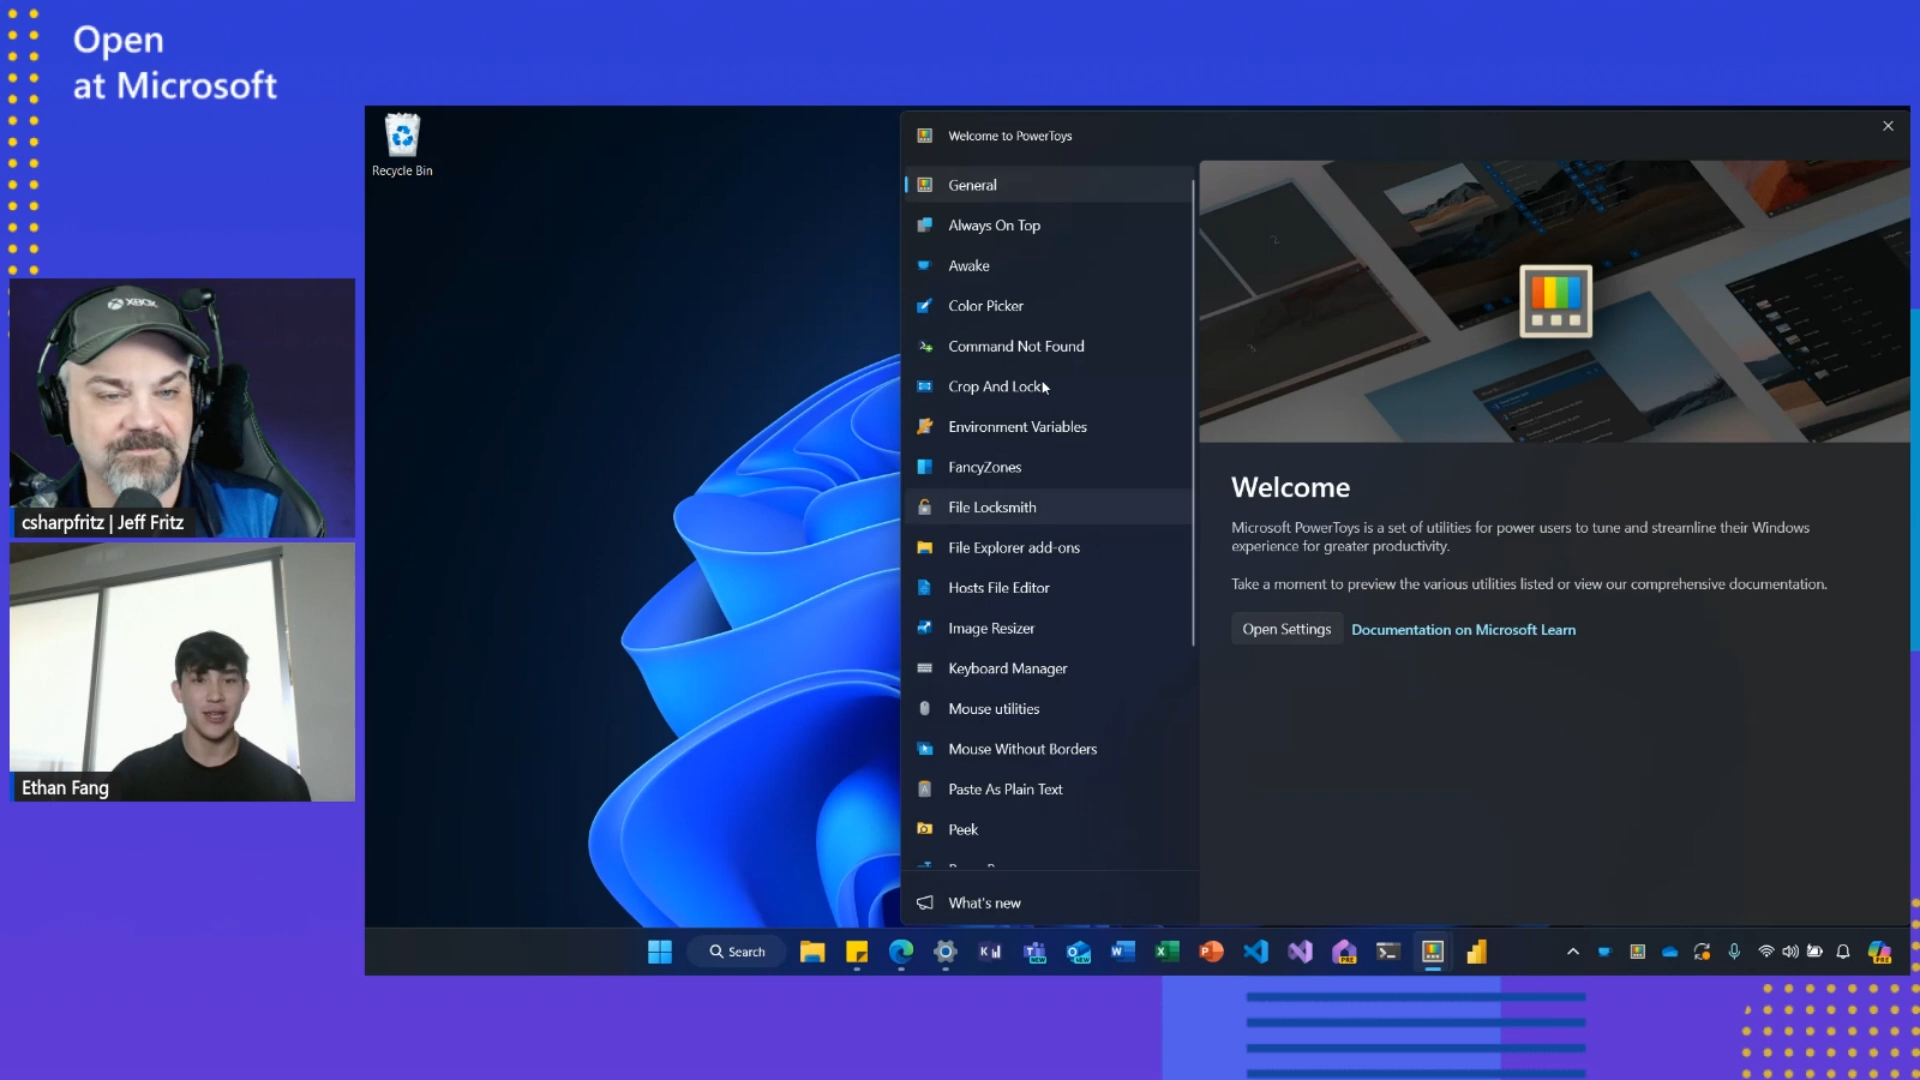 Open
at Microsoft
Recycle Bin
XBOX
csharpfritz | Jeff Fritz
Ethan Fang
Welcome to PowerToys
General
Always On Top
Awake
Color Picker
Command Not Found
Crop And Lock
Environment Variables
FancyZones
File Locksmith
File Explorer add-ons
Hosts File Editor
Image Resizer
Keyboard Manager
Mouse utilities
Mouse Without Borders
Paste As Plain Text
Peek
What's new
Welcome
Microsoft PowerToys is a set of utilities for power users to tune and streamline their Windows
experience for greater productivity.
Take a moment to preview the various utilities listed or view our comprehensive documentation.
Open Settings
Documentation on Microsoft Learn
Search